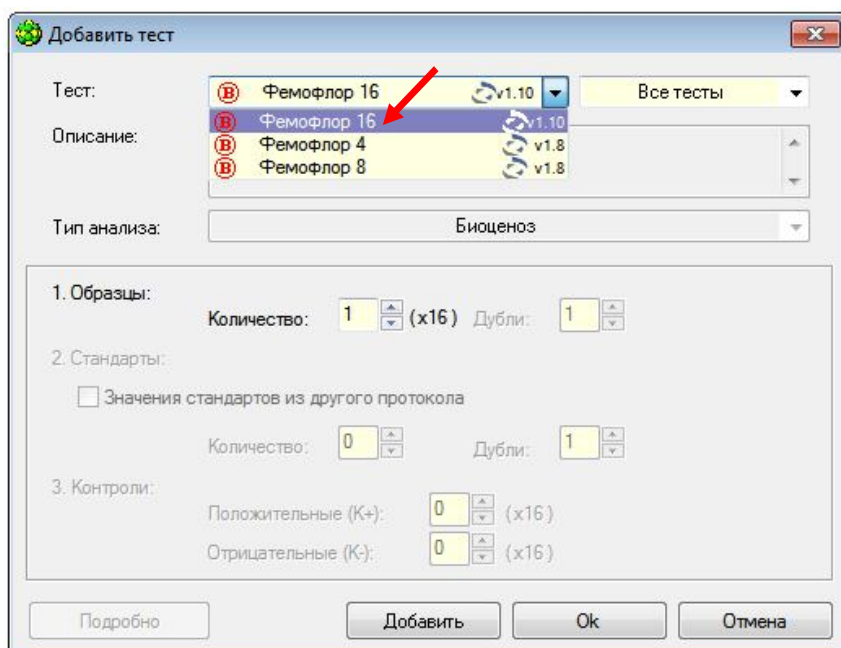 Добавить тест
Тест: B Фемофлор 16 v1.10 Все тесты
B Фемофлор 16 v1.10
Описание: B Фемофлор 4 v1.8
B Фемофлор 8 v1.8
Тип анализа: Биоценоз
1. Образцы:
Количество: 1 (x16) Дубли: 1
2. Стандарты:
Значения стандартов из другого протокола
Количество: 0 Дубли: 1
3. Контроли:
Положительные (К+): 0 (x16)
Отрицательные (К-): 0 (x16)
Подробно Добавить Ok Отмена